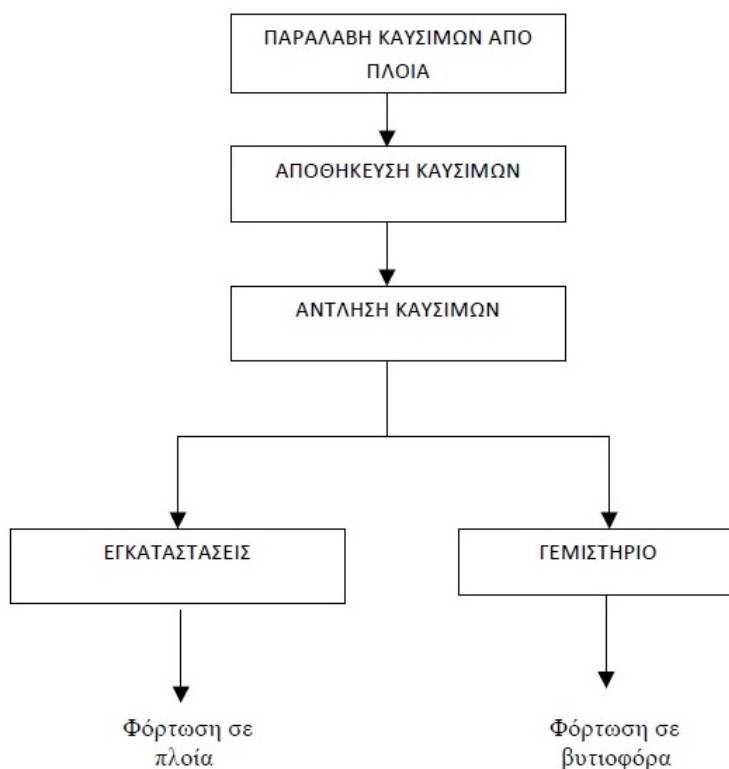 ΠΑΡΑΛΑΒΗ ΚΑΥΣΙΜΩΝ ΑΠΟ
ΠΛΟΙΑ
ΑΠΟΘΗΚΕΥΣΗ ΚΑΥΣΙΜΩΝ
ΑΝΤΛΗΣΗ ΚΑΥΣΙΜΩΝ
ΕΓΚΑΤΑΣΤΑΣΕΙΣ
ΓΕΜΙΣΤΗΡΙΟ
Φόρτωση σε
πλοία
Φόρτωση σε
βυτιοφόρα